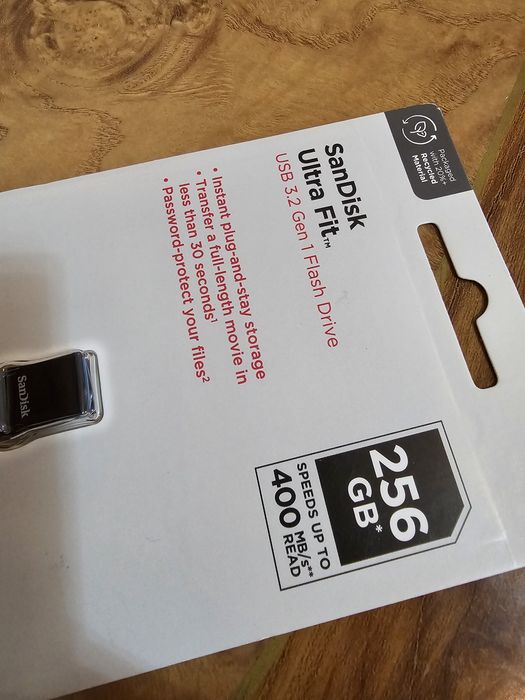 Packaged
with 20%+
Recycled
Material
SanDisk
Ultra Fit™
USB 3.2 Gen 1 Flash Drive
• Instant plug-and-stay storage
• Transfer a full-length movie in
less than 30 seconds¹
• Password-protect your files²
SanDisk
256
GB*
SPEEDS UP TO
400 MB/s**
READ